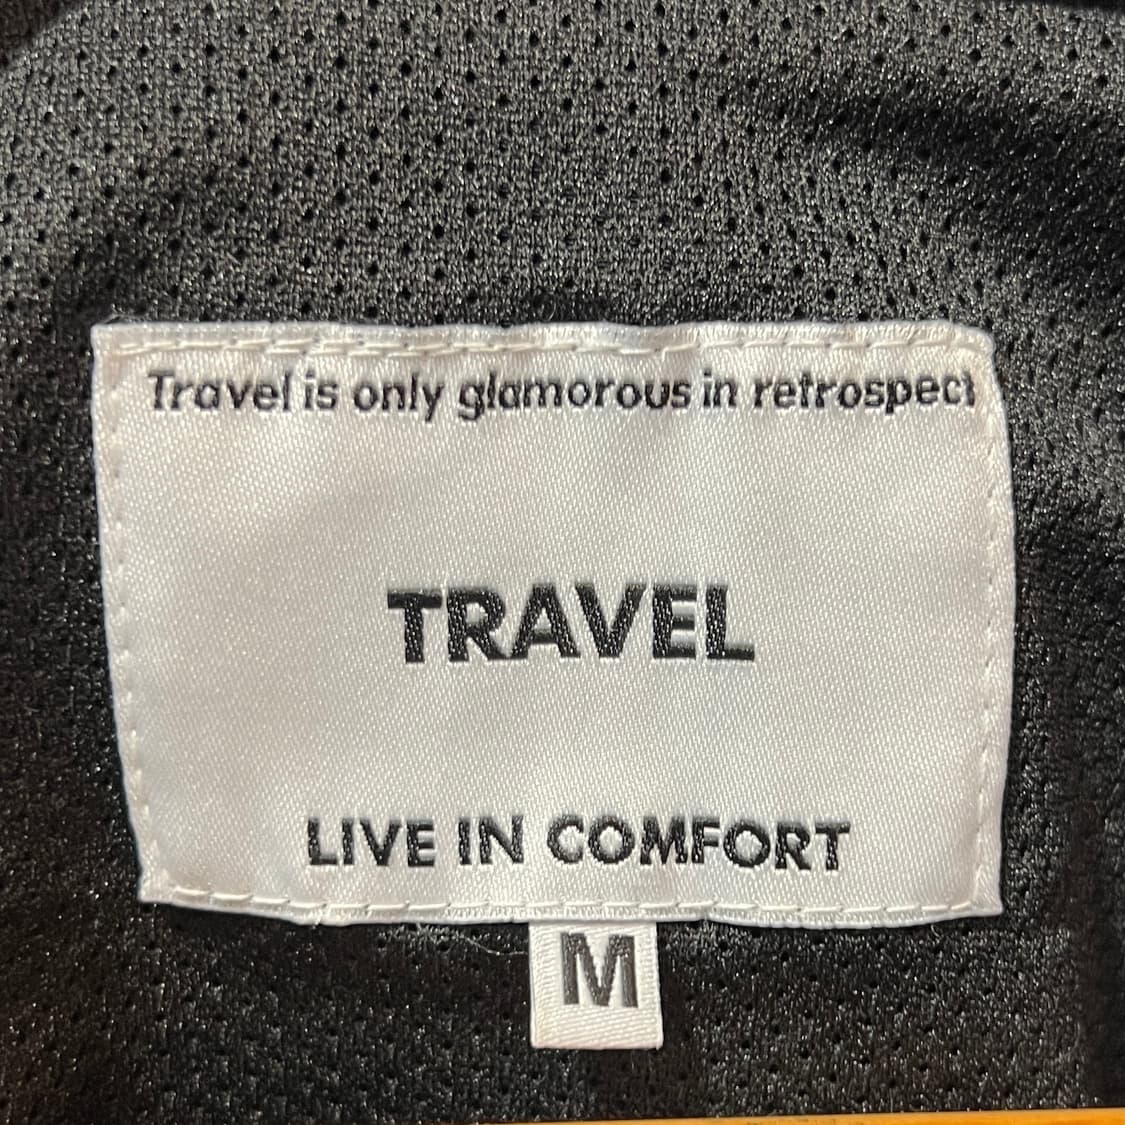 Travel is only glamorous in retrospect
TRAVEL
LIVE IN COMFORT
M